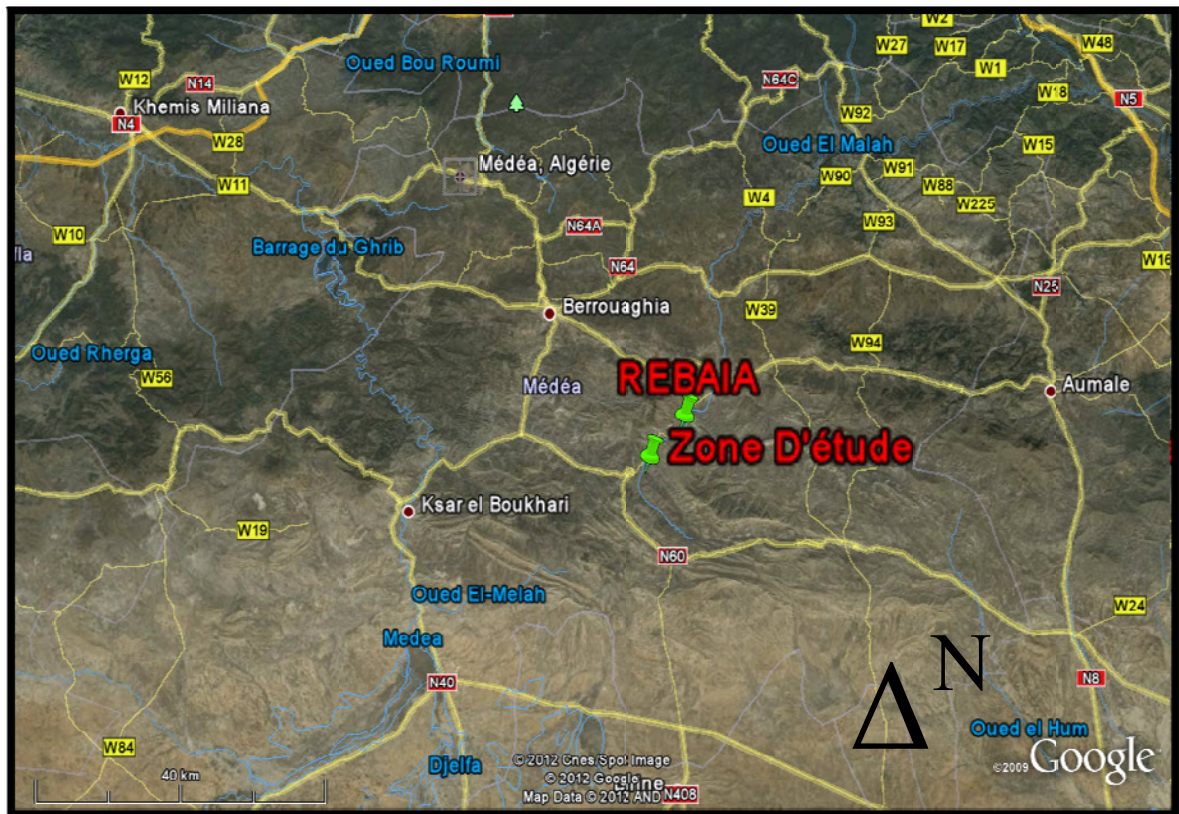 W2
W27
W17
W48
Oued Bou Roumi
W1
W12
N14
N64C
W18
N5
Khemis Miliana
N4
W92
W28
Oued El Malah
W15
Médéa, Algérie
W91
W11
W90
W88
W4
W225
N64A
W93
W10
Barrage du Ghrib
fla
W16
N64
N25
Berrouaghia
W39
Oued Rherga
W94
W56
REBAIA
Médéa
Aumale
Zone D'étude
Ksar el Boukhari
W19
N60
Oued El-Melah
W24
Medea
N
N40
N8
Oued el Hum
W84
Djelfa
© 2012 Cnes/Spot Image
40 km
© 2012 Google
©2009 Google
Map Data © 2012 AND
N408